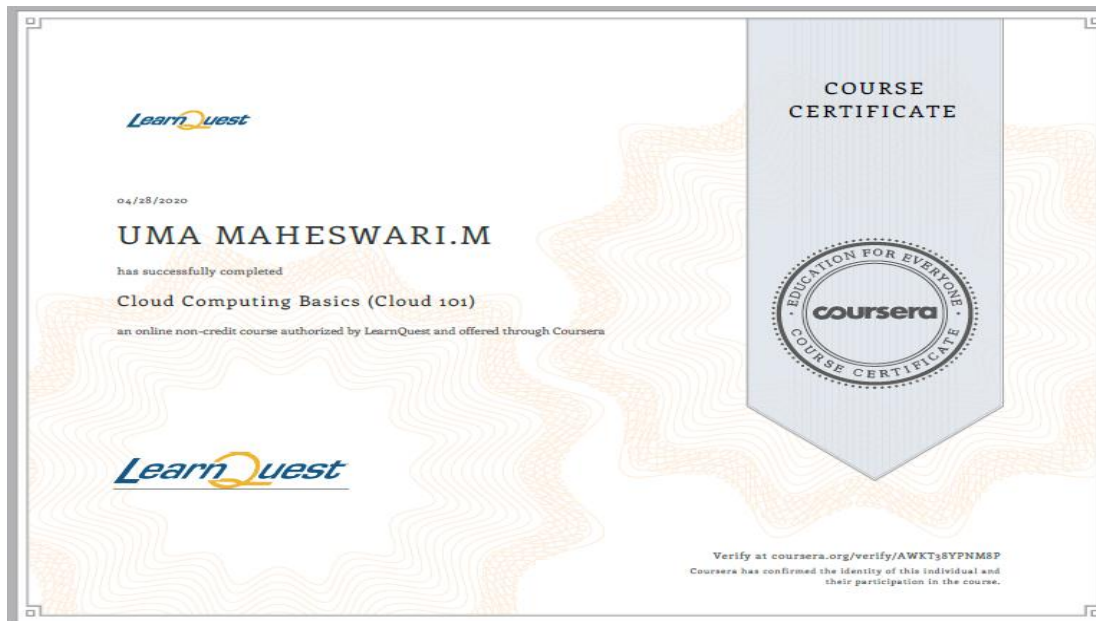 LearnQuest
04/28/2020
UMA MAHESWARI.M
has successfully completed
Cloud Computing Basics (Cloud 101)
an online non-credit course authorized by LearnQuest and offered through Coursera
LearnQuest
COURSE
CERTIFICATE
EDUCATION FOR EVERYONE
coursera
COURSE CERTIFICATE
Verify at coursera.org/verify/AWKT38YPNM8P
Coursera has confirmed the identity of this individual and
their participation in the course.